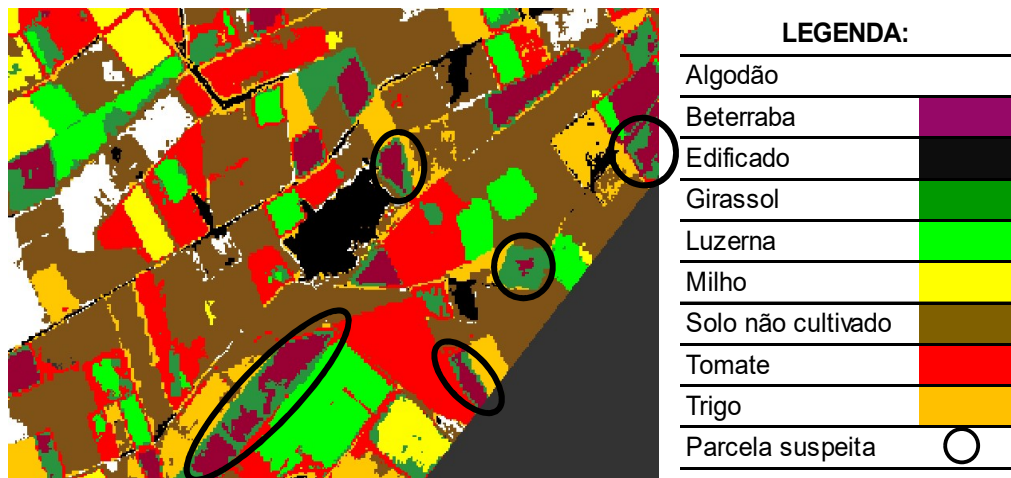 LEGENDA:
Algodão
Beterraba
Edificado
Girassol
Luzerna
Milho
Solo não cultivado
Tomate
Trigo
Parcela suspeita